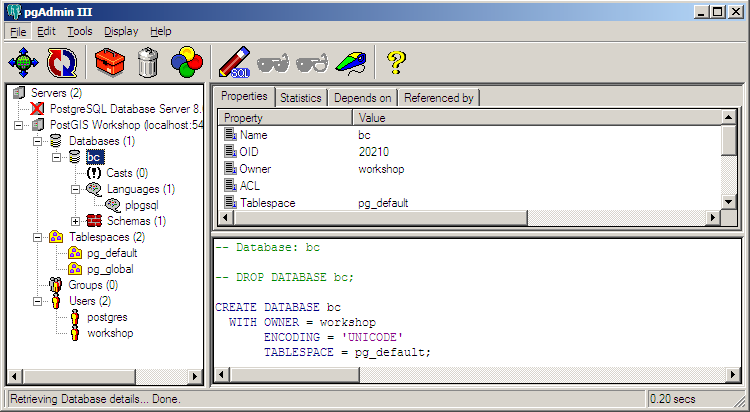 pgAdmin III
File Edit Tools Display Help
SQL
Servers (2)
PostgreSQL Database Server 8.
PostGIS Workshop (localhost:54
Databases (1)
bc
Casts (0)
Languages (1)
plpgsql
Schemas (1)
Tablespaces (2)
pg_default
pg_global
Groups (0)
Users (2)
postgres
workshop
Properties Statistics Depends on Referenced by
Property Value
Name bc
OID 20210
Owner workshop
ACL
Tablespace pg_default
-- Database: bc
-- DROP DATABASE bc;
CREATE DATABASE bc
WITH OWNER = workshop
ENCODING = 'UNICODE'
TABLESPACE = pg_default;
Retrieving Database details... Done. 0.20 secs